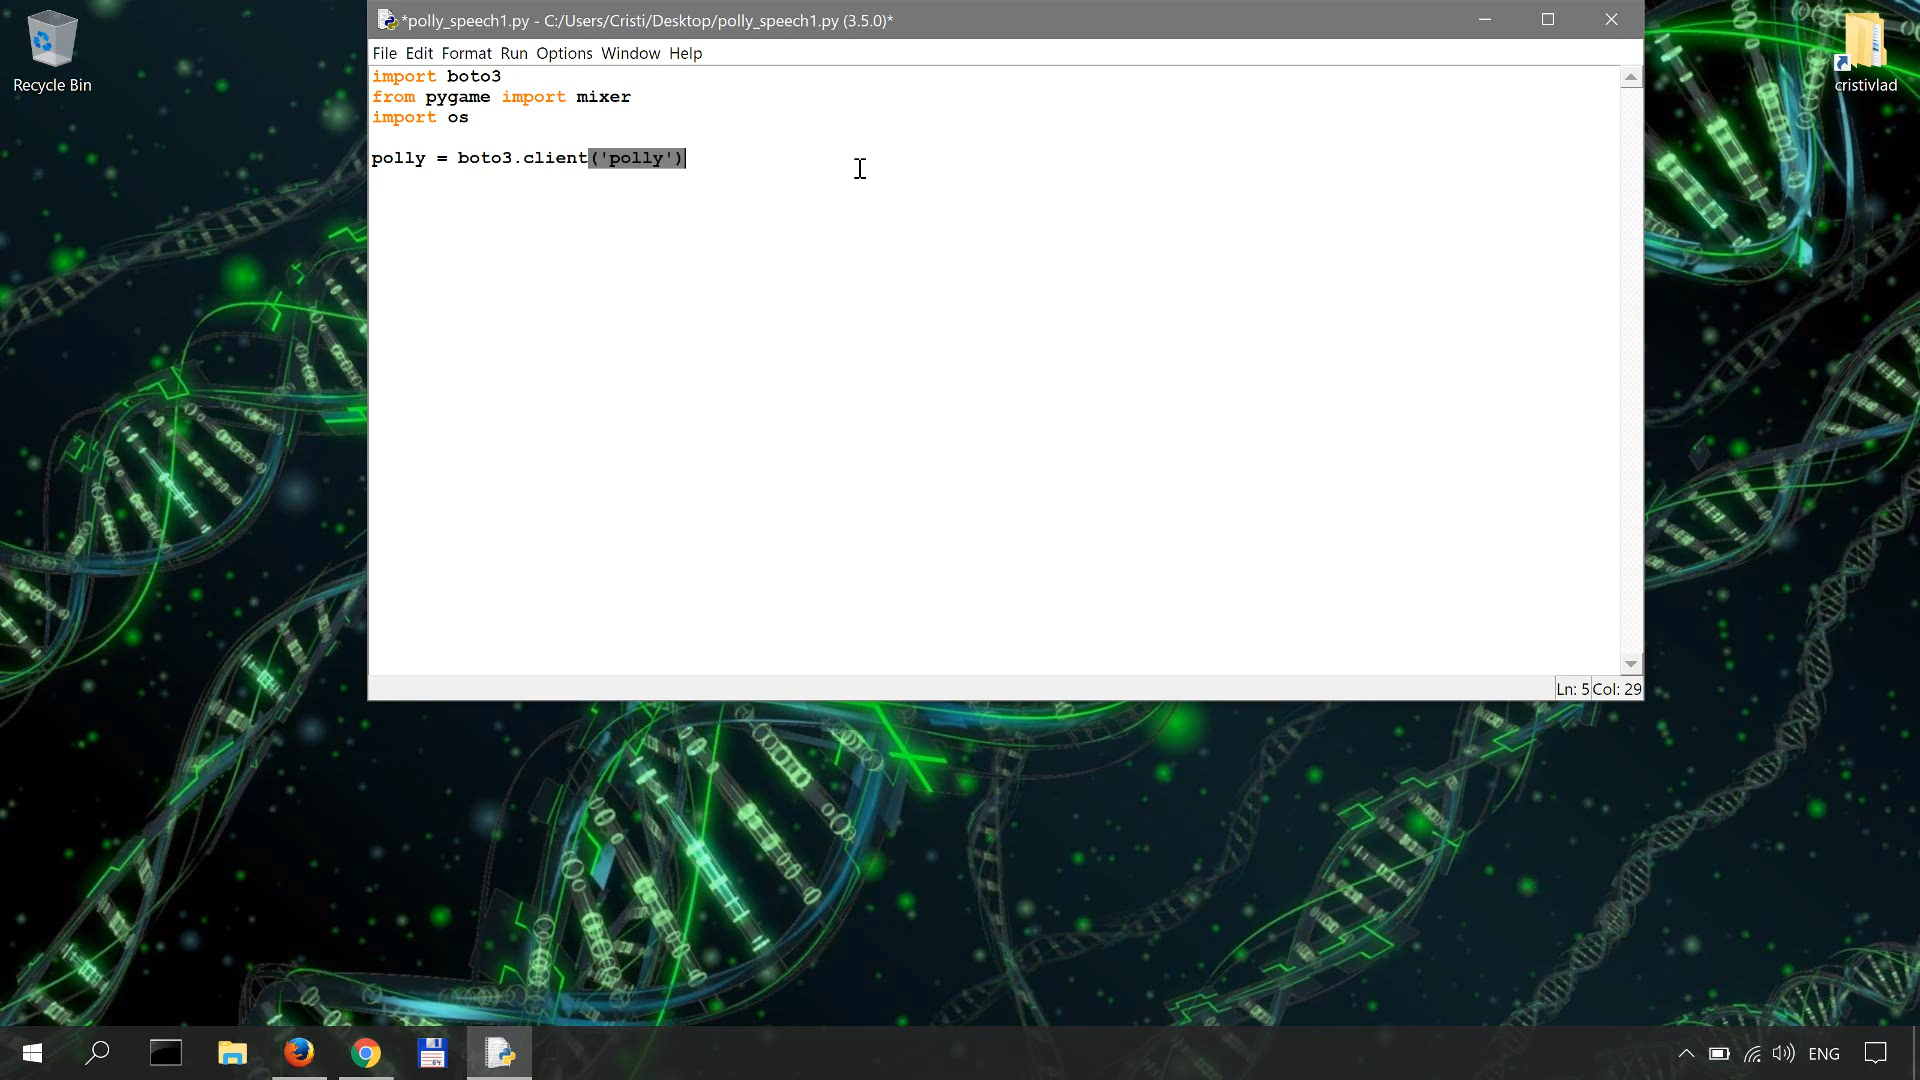 *polly_speech1.py - C:/Users/Cristi/Desktop/polly_speech1.py (3.5.0)*
Recycle Bin
cristivlad
File Edit Format Run Options Window Help
import boto3
from pygame import mixer
import os
polly = boto3.client('polly')
Ln: 5 Col: 29
64
ENG